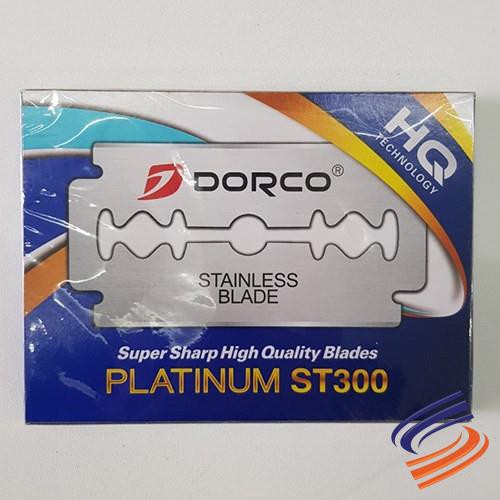 HQ
TECHNOLOGY
DORCO®
STAINLESS
BLADE
Super Sharp High Quality Blades
PLATINUM ST300